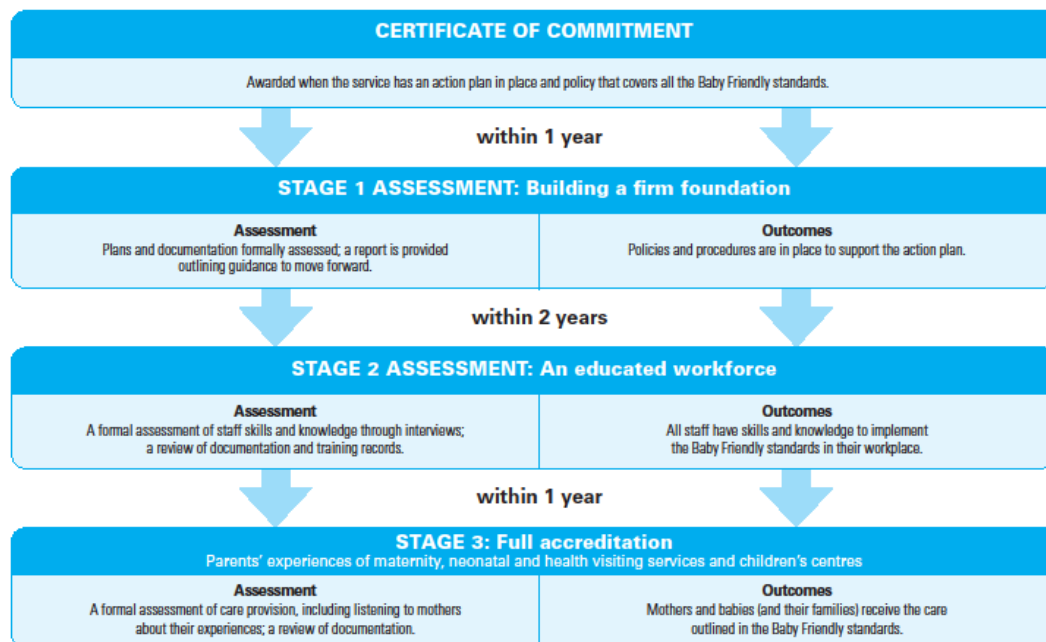 CERTIFICATE OF COMMITMENT
Awarded when the service has an action plan in place and policy that covers all the Baby Friendly standards.
within 1 year
STAGE 1 ASSESSMENT: Building a firm foundation
Assessment
Plans and documentation formally assessed; a report is provided
outlining guidance to move forward.
Outcomes
Policies and procedures are in place to support the action plan.
within 2 years
STAGE 2 ASSESSMENT: An educated workforce
Assessment
A formal assessment of staff skills and knowledge through interviews;
a review of documentation and training records.
Outcomes
All staff have skills and knowledge to implement
the Baby Friendly standards in their workplace.
within 1 year
STAGE 3: Full accreditation
Parents' experiences of maternity, neonatal and health visiting services and children's centres
Assessment
A formal assessment of care provision, including listening to mothers
about their experiences; a review of documentation.
Outcomes
Mothers and babies (and their families) receive the care
outlined in the Baby Friendly standards.